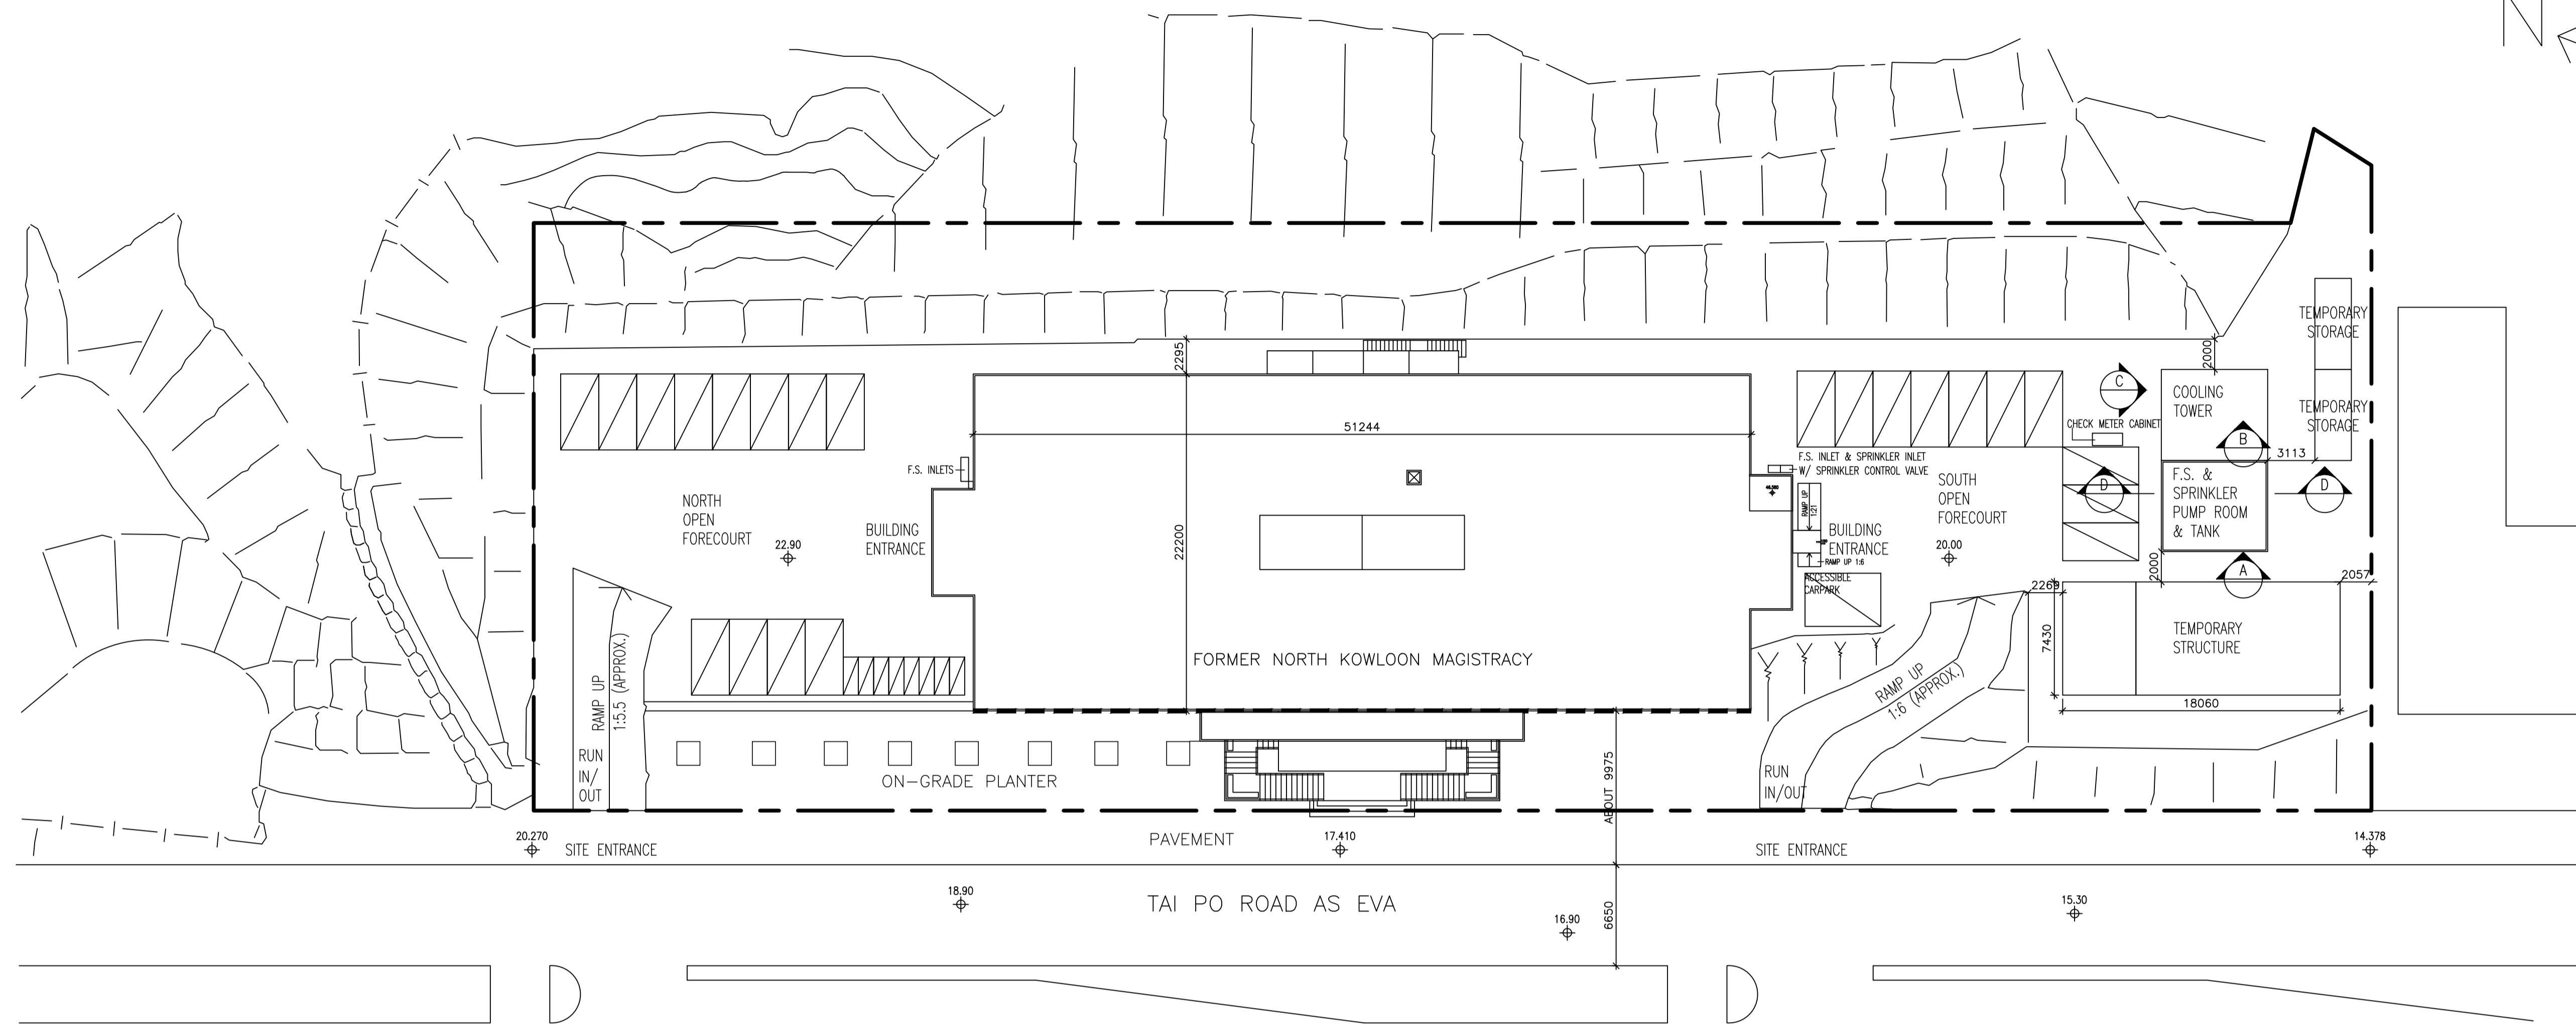 N
TEMPORARY
STORAGE
2295
2000
C
COOLING
TOWER
TEMPORARY
STORAGE
CHECK METER CABINET
51244
B
3113
F.S. INLETS
F.S. INLET & SPRINKLER INLET
W/ SPRINKLER CONTROL VALVE
NORTH
OPEN
FORECOURT
22.90
BUILDING
ENTRANCE
22200
RAMP UP
1:21
BUILDING
ENTRANCE
RAMP UP 1:6
SOUTH
OPEN
FORECOURT
20.00
D
F.S. &
SPRINKLER
PUMP ROOM
& TANK
D
2000
A
2057
ACCESSIBLE
CARPARK
2269
7430
TEMPORARY
STRUCTURE
18060
RAMP UP
1:5.5 (APPROX.)
FORMER NORTH KOWLOON MAGISTRACY
RAMP UP
1:6 (APPROX.)
RUN
IN/
OUT
ON-GRADE PLANTER
ABOUT 9975
RUN
IN/OUT
20.270
SITE ENTRANCE
PAVEMENT
17.410
SITE ENTRANCE
14.378
18.90
TAI PO ROAD AS EVA
16.90
6650
15.30